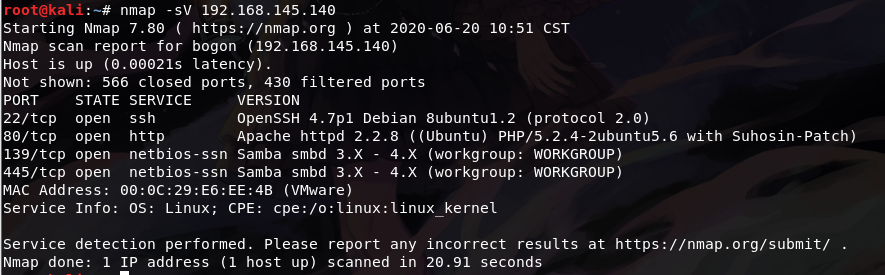 root@kali:~# nmap -sV 192.168.145.140
Starting Nmap 7.80 ( https://nmap.org ) at 2020-06-20 10:51 CST
Nmap scan report for bogon (192.168.145.140)
Host is up (0.00021s latency).
Not shown: 566 closed ports, 430 filtered ports
PORT    STATE SERVICE     VERSION
22/tcp  open  ssh         OpenSSH 4.7p1 Debian 8ubuntu1.2 (protocol 2.0)
80/tcp  open  http        Apache httpd 2.2.8 ((Ubuntu) PHP/5.2.4-2ubuntu5.6 with Suhosin-Patch)
139/tcp open  netbios-ssn Samba smbd 3.X - 4.X (workgroup: WORKGROUP)
445/tcp open  netbios-ssn Samba smbd 3.X - 4.X (workgroup: WORKGROUP)
MAC Address: 00:0C:29:E6:EE:4B (VMware)
Service Info: OS: Linux; CPE: cpe:/o:linux:linux_kernel
Service detection performed. Please report any incorrect results at https://nmap.org/submit/ .
Nmap done: 1 IP address (1 host up) scanned in 20.91 seconds